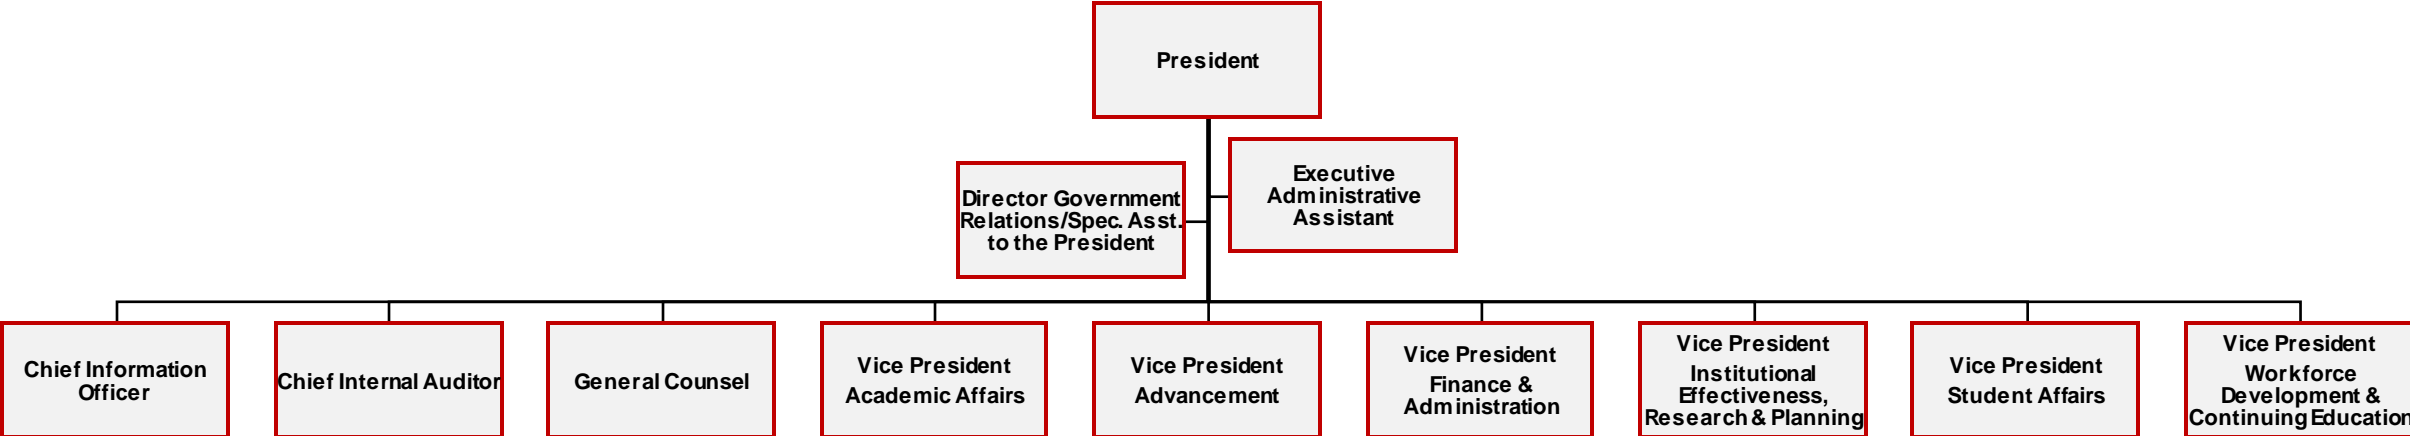 President
Executive
Administrative
Assistant
Director Government
Relations/Spec. Asst.
to the President
Chief Information
Officer
Chief Internal Auditor
General Counsel
Vice President
Academic Affairs
Vice President
Advancement
Vice President
Finance &
Administration
Vice President
Institutional
Effectiveness,
Research & Planning
Vice President
Student Affairs
Vice President
Workforce
Development &
Continuing Education